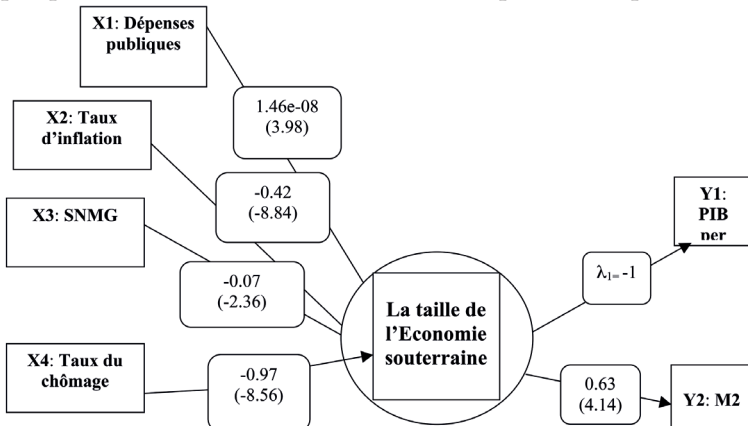 X1: Dépenses
publiques
1.46e-08
(3.98)
X2: Taux
d'inflation
-0.42
(-8.84)
X3: SNMG
-0.07
(-2.36)
X4: Taux du
chômage
-0.97
(-8.56)
La taille de
l'Economie
souterraine
λ1= -1
Y1:
PIB
per
0.63
(4.14)
Y2: M2